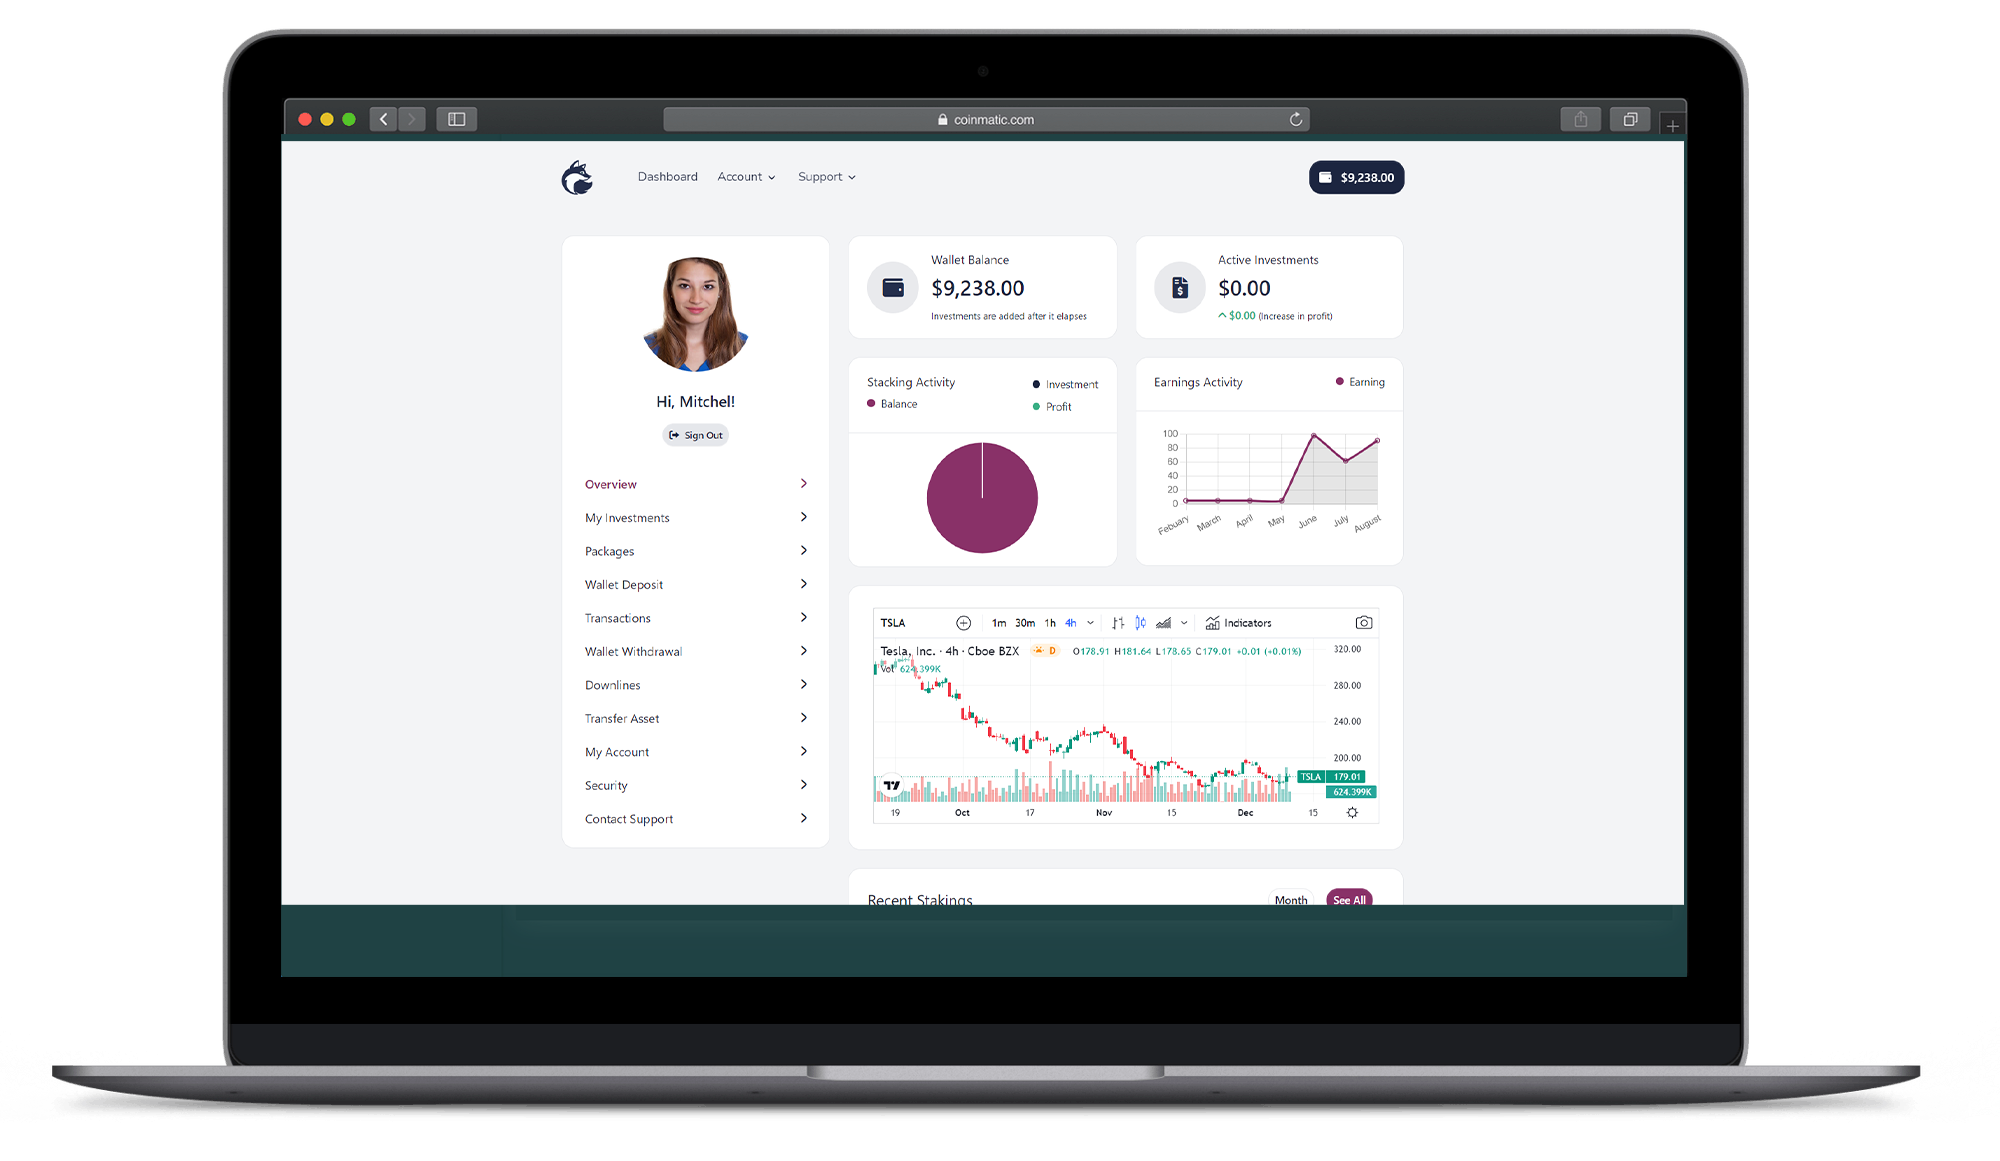 coinmatic.com
Dashboard Account Support
$9,238.00
Hi, Mitchel!
Sign Out
Overview
My Investments
Packages
Wallet Deposit
Transactions
Wallet Withdrawal
Downlines
Transfer Asset
My Account
Security
Contact Support
Wallet Balance
$9,238.00
Investments are added after it elapses
Active Investments
$0.00
$0.00 (Increase in profit)
Stacking Activity
Investment
Balance
Profit
Earnings Activity
Earning
100
80
60
40
20
0
Febuary March April May June July August
TSLA 1m 30m 1h 4h Indicators
Tesla, Inc. · 4h · Cboe BZX D O178.91 H181.64 L178.65 C179.01 +0.01 (+0.01%)
Vol 624.399K
320.00
280.00
240.00
200.00
TSLA 179.01
624.399K
19 Oct 17 Nov 15 Dec 15
Recent Stakings
Month See All